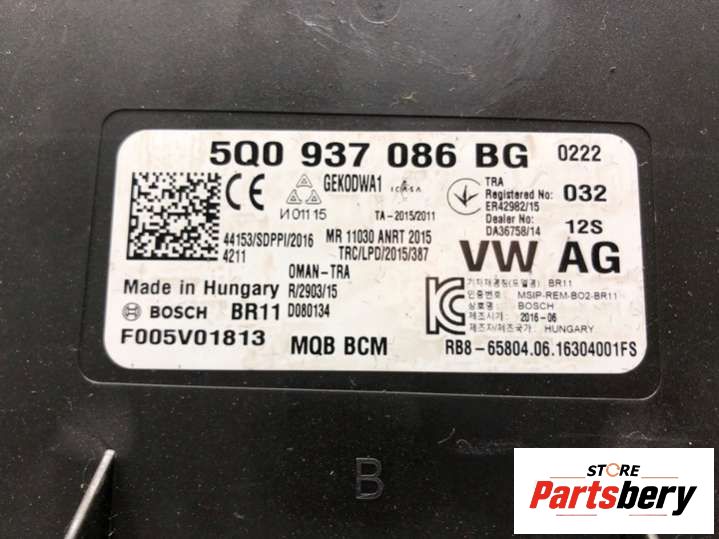 5Q0 937 086 BG 0222
CE
И 011 15
GEKODWA1
ICASA
TA - 2015/2011
TRA
Registered No: 032
ER42982/15
Dealer No:
DA36758/14 12S
44153/SDPPI/2016
4211
MR 11030 ANRT 2015
TRC/LPD/2015/387
VW AG
OMAN-TRA
R/2903/15
D080134
Made in Hungary
BOSCH BR11
F005V01813
MQB BCM
기자재명칭(모델명) : BR11
인증번호 : MSIP-REM-BO2-BR11
상호명 : BOSCH
제조시기 : 2016-06
제조자/제조국가 : HUNGARY
RB8-65804.06.16304001FS
B
STORE
Partsbery